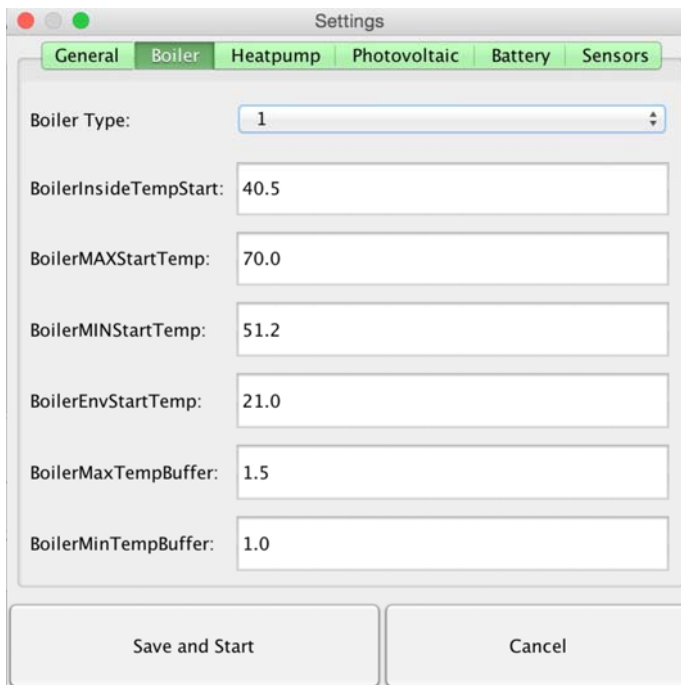 Settings
General Boiler Heatpump Photovoltaic Battery Sensors
Boiler Type: 1
BoilerInsideTempStart: 40.5
BoilerMAXStartTemp: 70.0
BoilerMINStartTemp: 51.2
BoilerEnvStartTemp: 21.0
BoilerMaxTempBuffer: 1.5
BoilerMinTempBuffer: 1.0
Save and Start Cancel